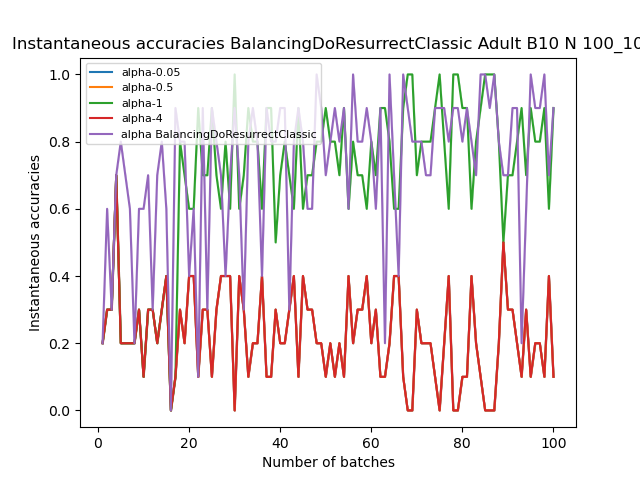 Instantaneous accuracies BalancingDoResurrectClassic Adult B10 N 100_10
alpha-0.05
alpha-0.5
alpha-1
alpha-4
alpha BalancingDoResurrectClassic
Instantaneous accuracies
1.0
0.8
0.6
0.4
0.2
0.0
0
20
40
60
80
100
Number of batches